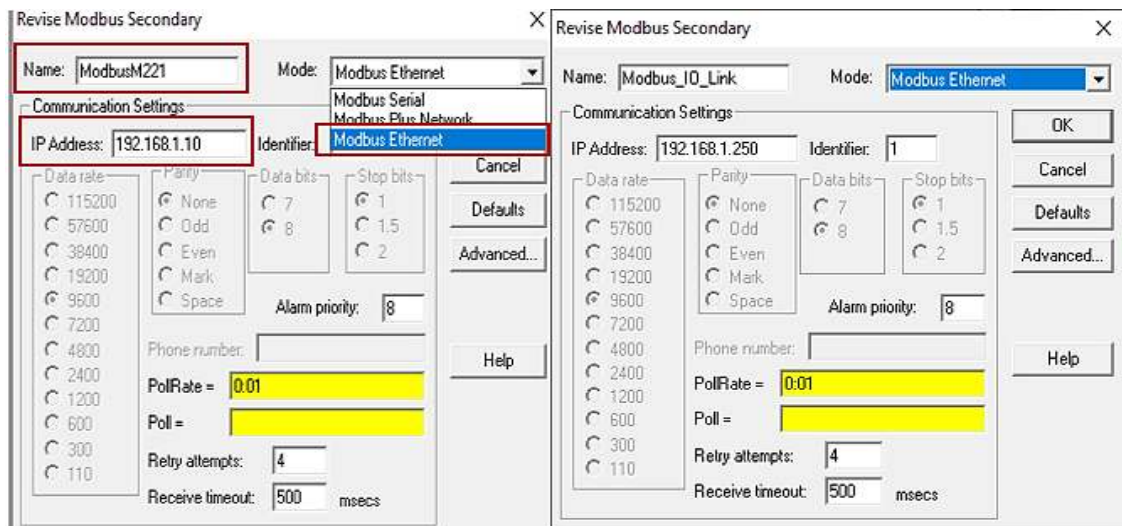 Revise Modbus Secondary
Name: ModbusM221 Mode: Modbus Ethernet
Modbus Serial
Modbus Plus Network
Modbus Ethernet
Communication Settings
IP Address: 192.168.1.10 Identifier:
Cancel
Data rate Parity Data bits Stop bits
115200 None 7 1
Defaults
57600 Odd 8 1.5
38400 Even 2
Advanced...
19200 Mark
9600 Space
Alarm priority: 8
7200
4800 Phone number:
Help
2400
PollRate = 0:01
1200
600 Poll =
300
Retry attempts: 4
110
Receive timeout: 500 msecs
Revise Modbus Secondary
Name: Modbus_IO_Link Mode: Modbus Ethernet
Communication Settings
OK
IP Address: 192.168.1.250 Identifier: 1
Cancel
Data rate Parity Data bits Stop bits
115200 None 7 1
Defaults
57600 Odd 8 1.5
38400 Even 2
Advanced...
19200 Mark
9600 Space
Alarm priority: 8
7200
4800 Phone number:
Help
2400
PollRate = 0:01
1200
600 Poll =
300
Retry attempts: 4
110
Receive timeout: 500 msecs